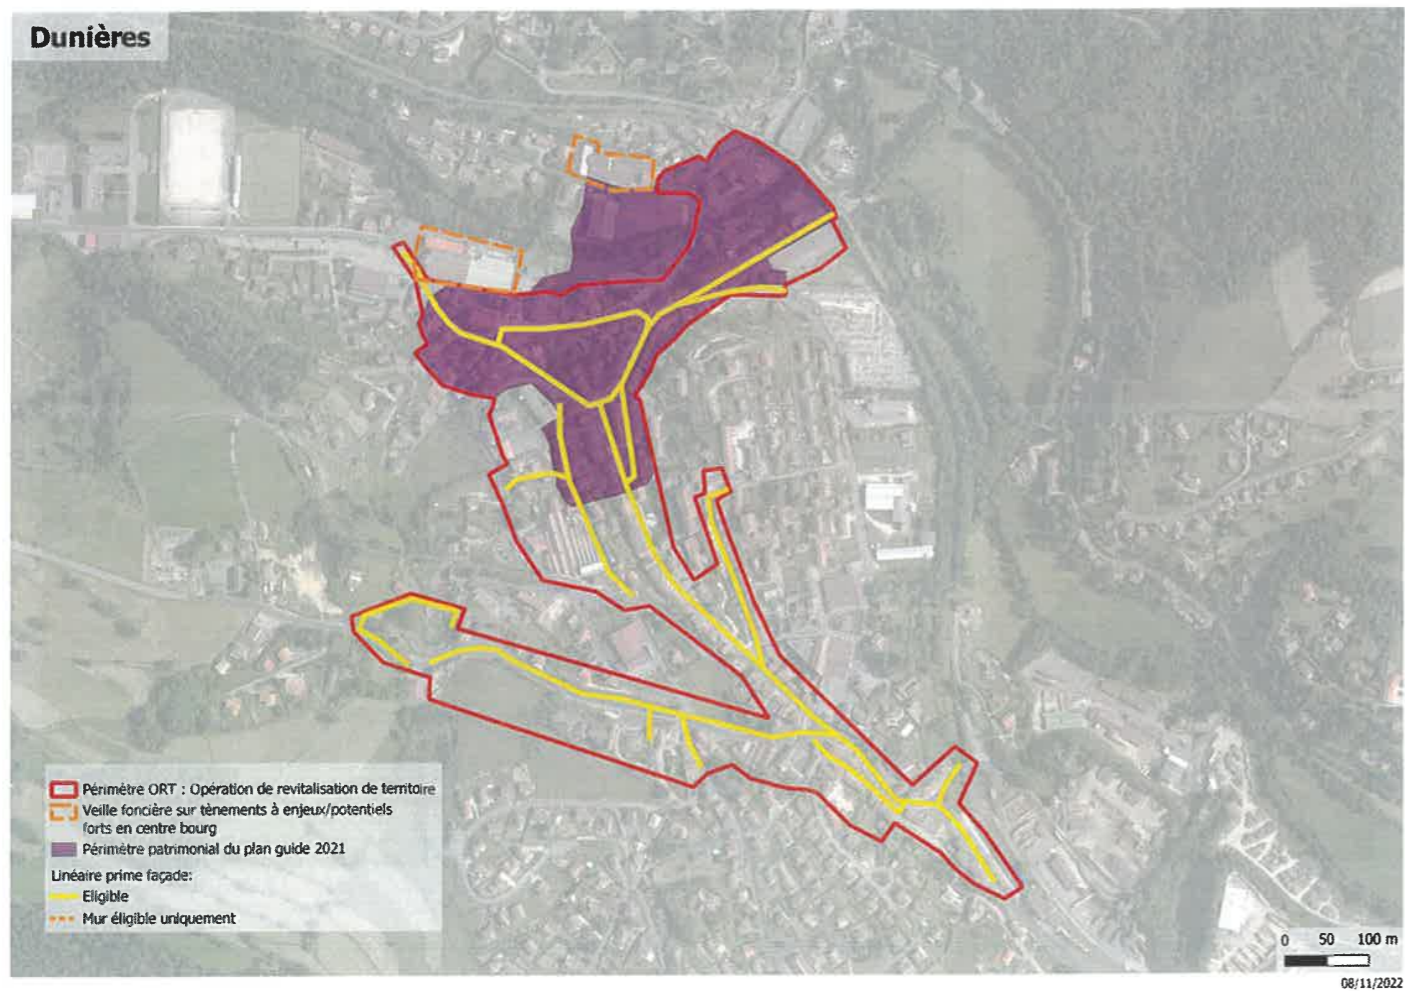 Dunières
Périmètre ORT : Opération de revitalisation de territoire
Veille foncière sur tènements à enjeux/potentiels
forts en centre bourg
Périmètre patrimonial du plan guide 2021
Linéaire prime façade:
Eligible
Mur éligible uniquement
0 50 100 m
08/11/2022